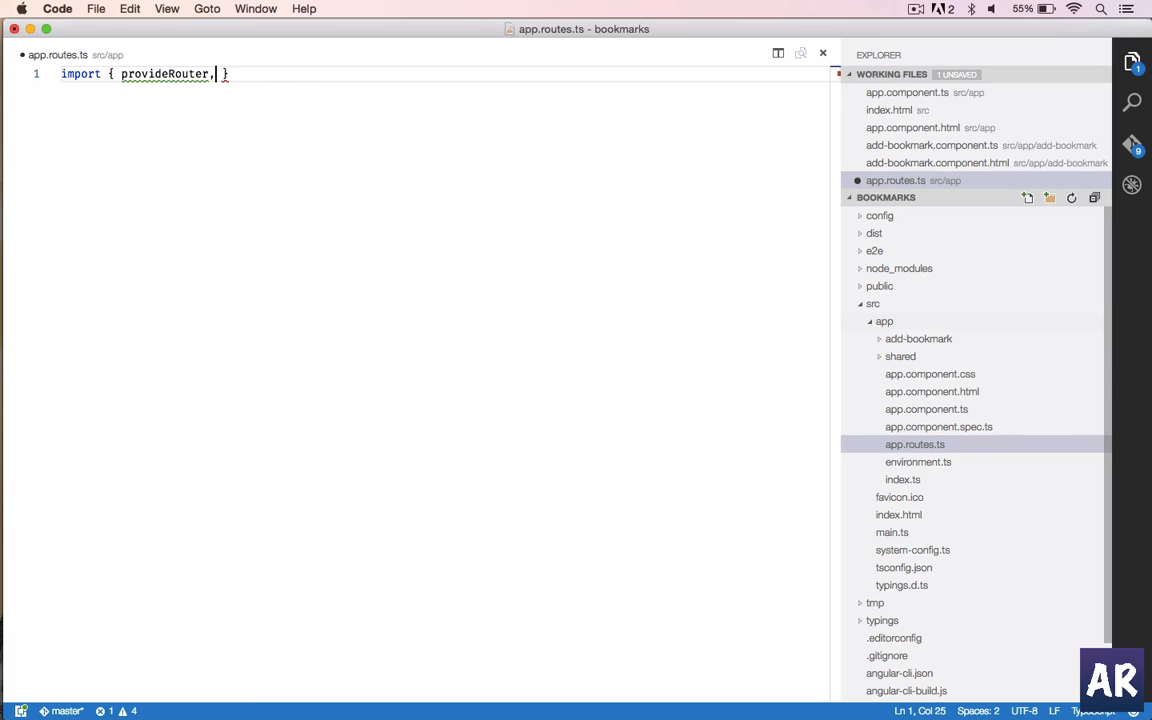 Code File Edit View Goto Window Help 2 55%
app.routes.ts - bookmarks
app.routes.ts src/app
1 import { provideRouter, }
EXPLORER
WORKING FILES 1 UNSAVED
app.component.ts src/app
index.html src
app.component.html src/app
add-bookmark.component.ts src/app/add-bookmark
add-bookmark.component.html src/app/add-bookmark
app.routes.ts src/app
BOOKMARKS
config
dist
e2e
node_modules
public
src
app
add-bookmark
shared
app.component.css
app.component.html
app.component.ts
app.component.spec.ts
app.routes.ts
environment.ts
index.ts
favicon.ico
index.html
main.ts
system-config.ts
tsconfig.json
typings.d.ts
tmp
typings
.editorconfig
.gitignore
angular-cli.json
angular-cli-build.js
1
9
AR
master* 1 4 Ln 1, Col 25 Spaces: 2 UTF-8 LF TypeScript